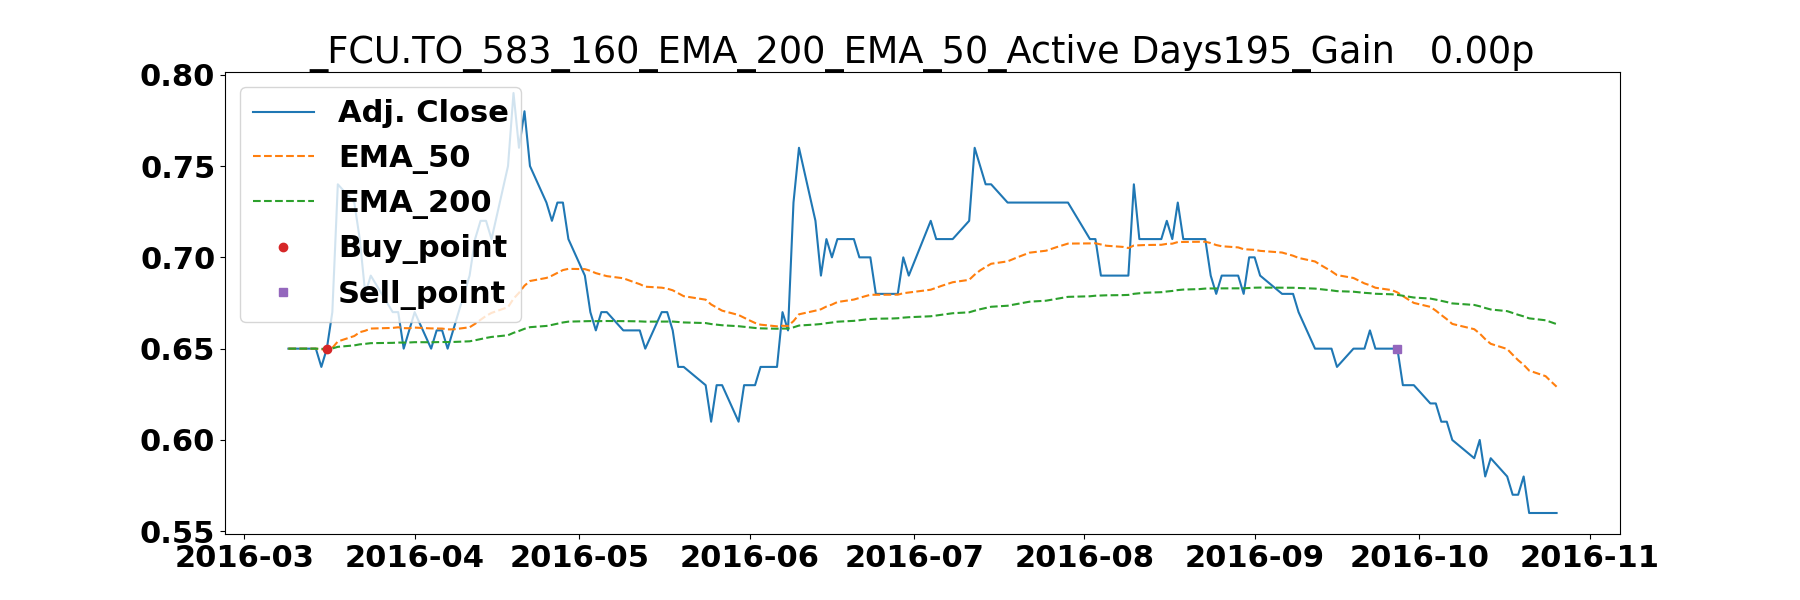 _FCU.TO_583_160_EMA_200_EMA_50_Active Days195_Gain   0.00p
0.80
0.75
0.70
0.65
0.60
0.55
Adj. Close
EMA_50
EMA_200
Buy_point
Sell_point
2016-03 2016-04 2016-05 2016-06 2016-07 2016-08 2016-09 2016-10 2016-11